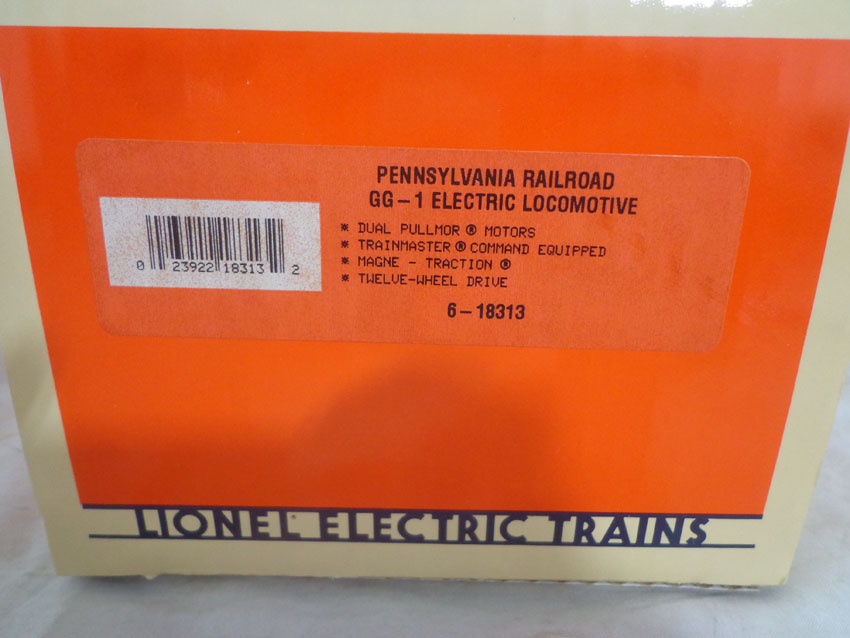 PENNSYLVANIA RAILROAD
GG-1 ELECTRIC LOCOMOTIVE
* DUAL PULLMOR ® MOTORS
* TRAINMASTER ® COMMAND EQUIPPED
* MAGNE - TRACTION ®
* TWELVE-WHEEL DRIVE
6-18313
0 23922 18313 2
LIONEL® ELECTRIC TRAINS